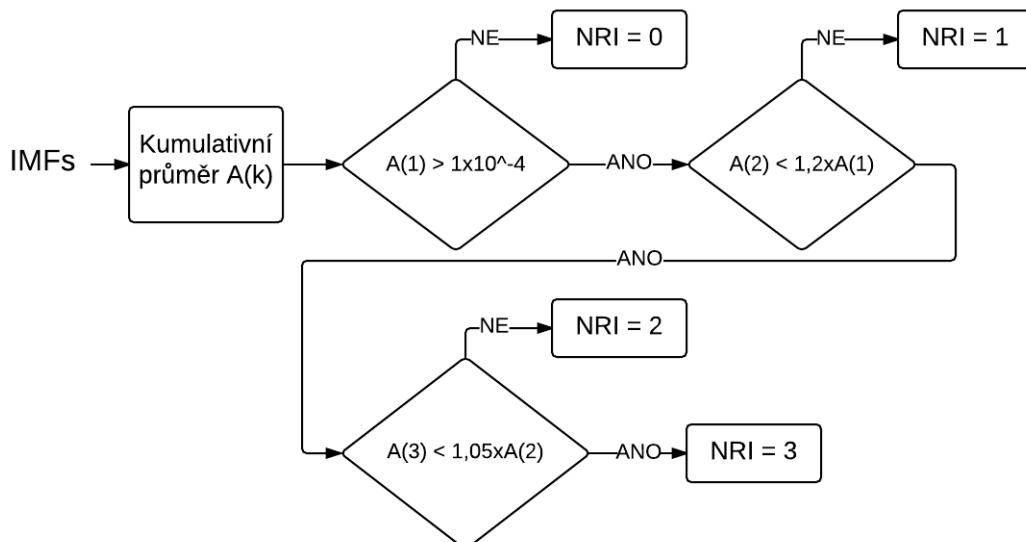 IMFs
Kumulativní
průměr A(k)
A(1) > 1x10^-4
NE
NRI = 0
ANO
A(2) < 1,2xA(1)
NE
NRI = 1
ANO
A(3) < 1,05xA(2)
NE
NRI = 2
ANO
NRI = 3